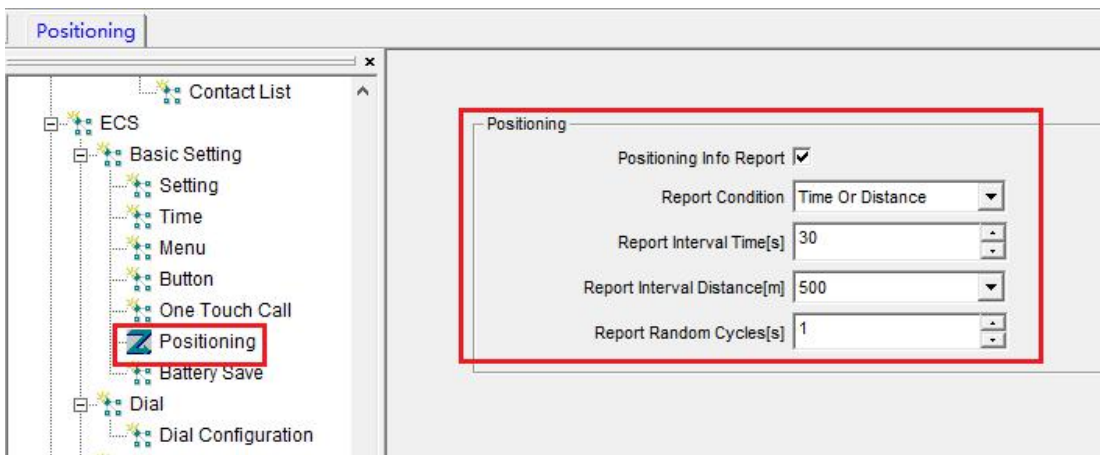 Positioning
Contact List
ECS
Basic Setting
Setting
Time
Menu
Button
One Touch Call
Positioning
Battery Save
Dial
Dial Configuration
Positioning
Positioning Info Report
Report Condition Time Or Distance
Report Interval Time[s] 30
Report Interval Distance[m] 500
Report Random Cycles[s] 1